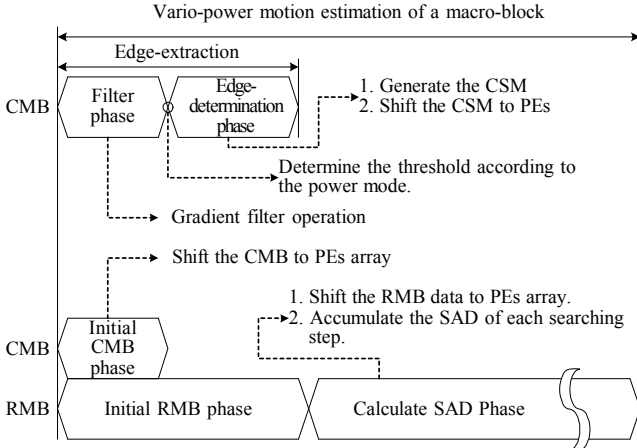 Vario-power motion estimation of a macro-block
Edge-extraction
CMB
Filter
phase
Edge-
determination
phase
1. Generate the CSM
2. Shift the CSM to PEs
Determine the threshold according to
the power mode.
Gradient filter operation
Shift the CMB to PEs array
1. Shift the RMB data to PEs array.
2. Accumulate the SAD of each searching
step.
CMB
Initial
CMB
phase
RMB
Initial RMB phase
Calculate SAD Phase